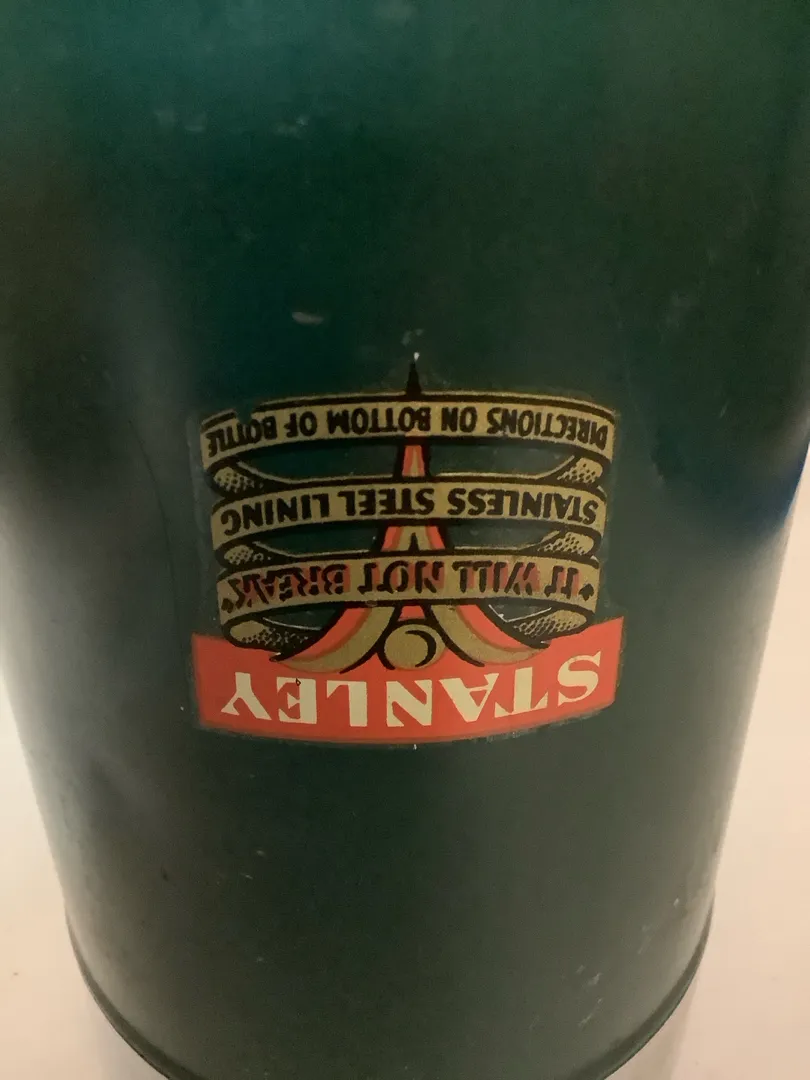 STANLEY
"IT WILL NOT BREAK"
STAINLESS STEEL LINING
DIRECTIONS ON BOTTOM OF BOTTLE